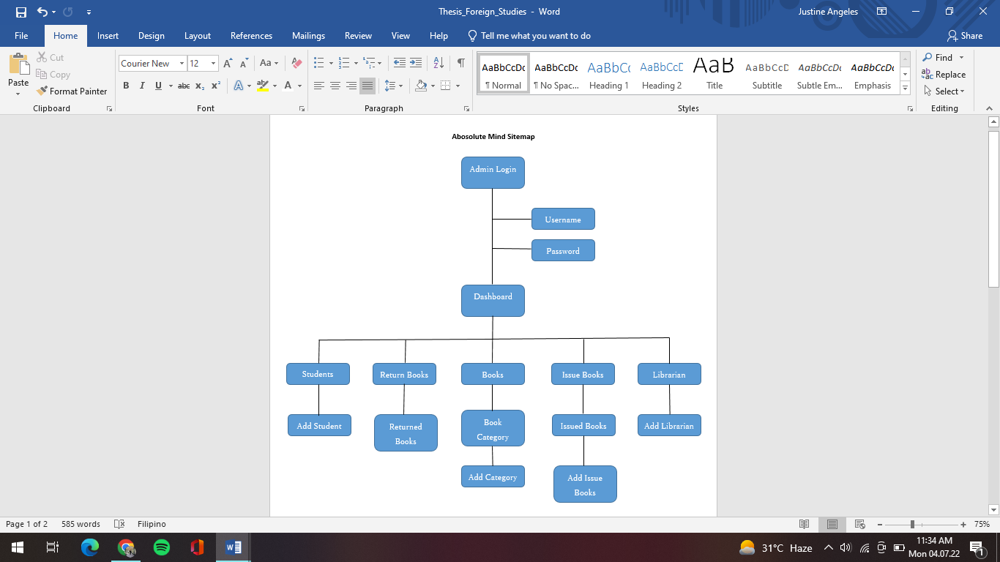 Thesis_Foreign_Studies - Word
Justine Angeles
File Home Insert Design Layout References Mailings Review View Help Tell me what you want to do Share
Paste
Cut
Copy
Format Painter
Clipboard
Courier New 12
Aa
B I U abc x₂ x²
A ab A
Font
Paragraph
AaBbCcDc AaBbCcDc AaBbCc AaBbCcD AaB AaBbCcD AaBbCcDc AaBbCcDc
¶ Normal ¶ No Spac... Heading 1 Heading 2 Title Subtitle Subtle Em... Emphasis
Styles
Find
Replace
Select
Editing
Abosolute Mind Sitemap
Admin Login
Username
Password
Dashboard
Students Return Books Books Issue Books Librarian
Add Student
Returned
Books
Book
Category
Issued Books
Add Librarian
Add Category
Add Issue
Books
Page 1 of 2 585 words Filipino 75%
31°C Haze
11:34 AM
Mon 04.07.22
1